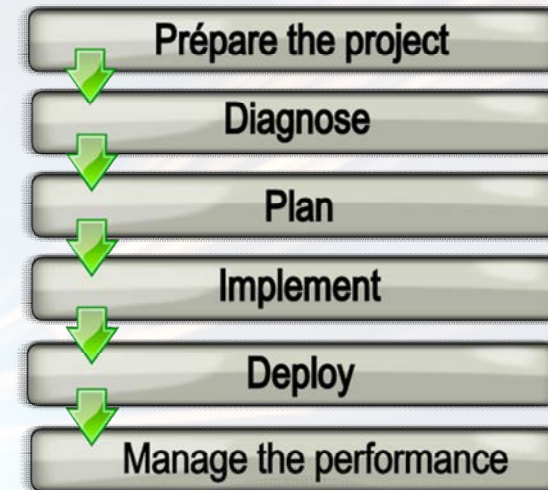 Prépare the project
Diagnose
Plan
Implement
Deploy
Manage the performance